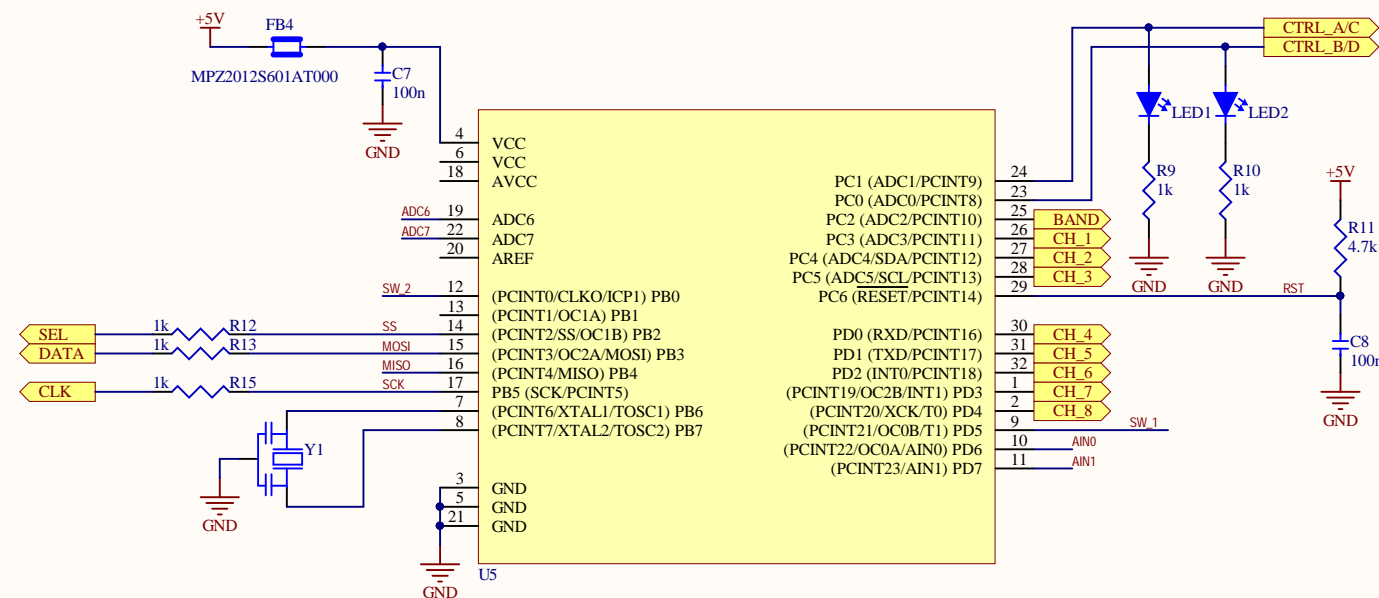 +5V
FB4
MPZ2012S601AT000
C7
100n
GND
CTRL_A/C
CTRL_B/D
LED1
LED2
R9
1k
R10
1k
GND
GND
+5V
R11
4.7k
RST
C8
100n
GND
4
VCC
6
VCC
18
AVCC
ADC6
19
ADC6
ADC7
22
ADC7
20
AREF
SW_2
12
(PCINT0/CLKO/ICP1) PB0
13
(PCINT1/OC1A) PB1
SEL
1k
R12
SS
14
(PCINT2/SS/OC1B) PB2
DATA
1k
R13
MOSI
15
(PCINT3/OC2A/MOSI) PB3
MISO
16
(PCINT4/MISO) PB4
CLK
1k
R15
SCK
17
PB5 (SCK/PCINT5)
7
(PCINT6/XTAL1/TOSC1) PB6
8
(PCINT7/XTAL2/TOSC2) PB7
Y1
GND
3
GND
5
GND
21
GND
GND
U5
PC1 (ADC1/PCINT9)
24
PC0 (ADC0/PCINT8)
23
PC2 (ADC2/PCINT10)
25
BAND
PC3 (ADC3/PCINT11)
26
CH_1
PC4 (ADC4/SDA/PCINT12)
27
CH_2
PC5 (ADC5/SCL/PCINT13)
28
CH_3
PC6 (RESET/PCINT14)
29
PD0 (RXD/PCINT16)
30
CH_4
PD1 (TXD/PCINT17)
31
CH_5
PD2 (INT0/PCINT18)
32
CH_6
(PCINT19/OC2B/INT1) PD3
1
CH_7
(PCINT20/XCK/T0) PD4
2
CH_8
(PCINT21/OC0B/T1) PD5
9
SW_1
(PCINT22/OC0A/AIN0) PD6
10
AIN0
(PCINT23/AIN1) PD7
11
AIN1